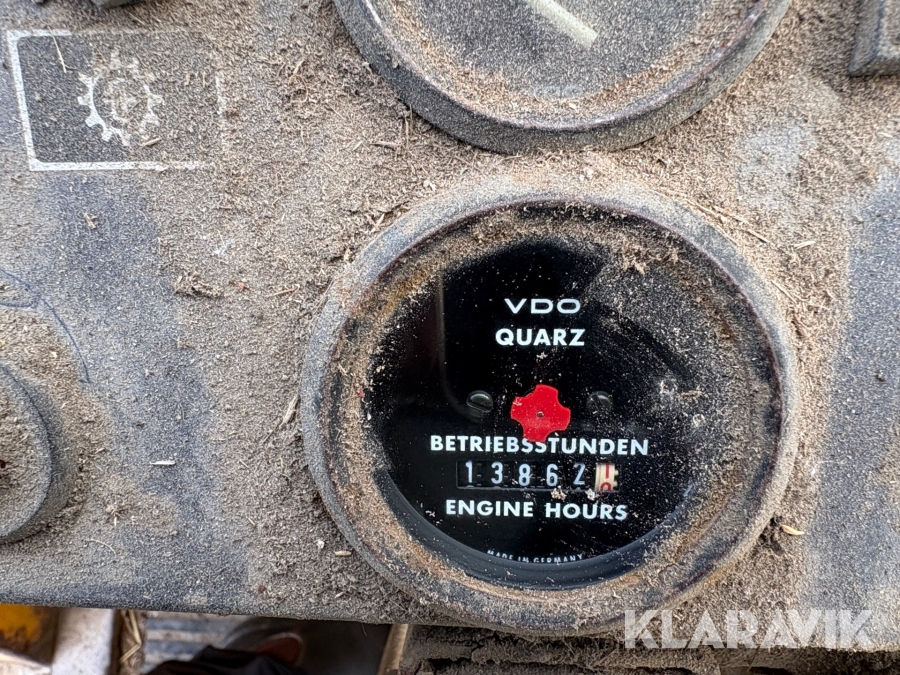 VDO
QUARZ
BETRIEBSSTUNDEN
13862
ENGINE HOURS
MADE IN GERMANY
KLARAVIK